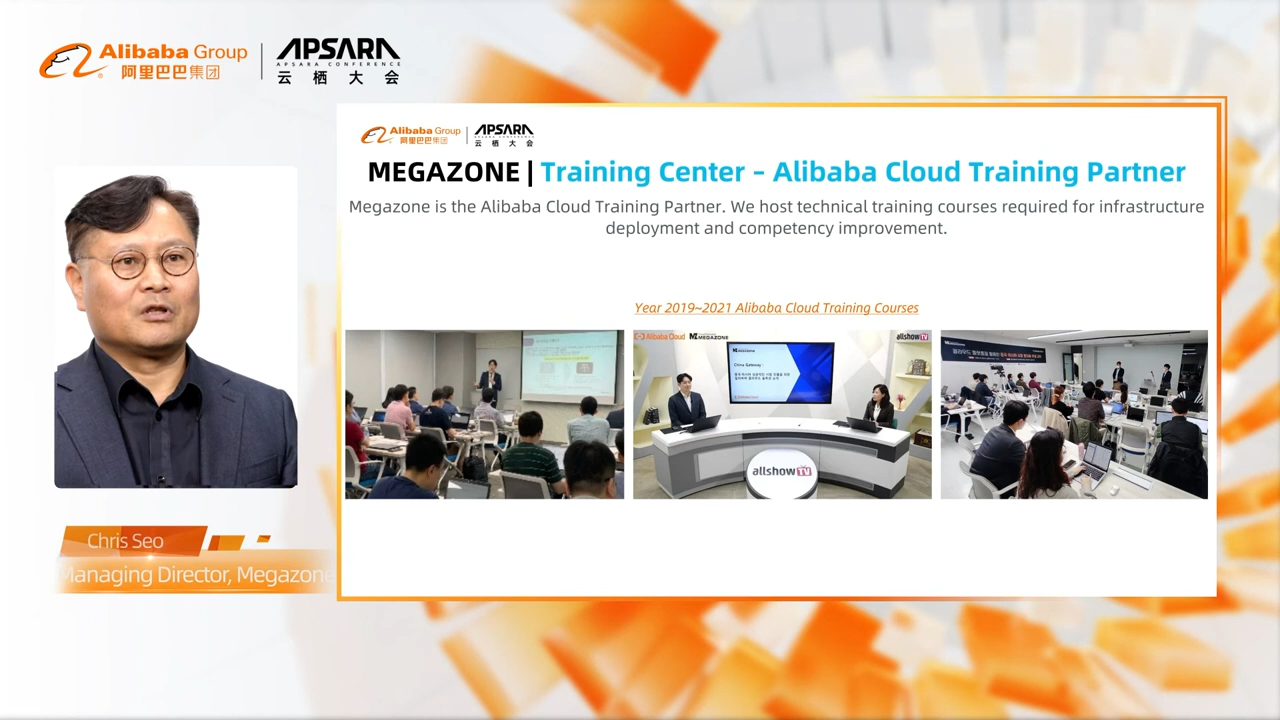 Alibaba Group
阿里巴巴集团
APSARA
APSARA CONFERENCE
云栖大会
Alibaba Group
阿里巴巴集团
APSARA
云栖大会
MEGAZONE | Training Center – Alibaba Cloud Training Partner
Megazone is the Alibaba Cloud Training Partner. We host technical training courses required for infrastructure
deployment and competency improvement.
Year 2019~2021 Alibaba Cloud Training Courses
Alibaba Cloud
MEGAZONE
allshowTV
China Gateway
allshowTV
Chris Seo
Managing Director, Megazone